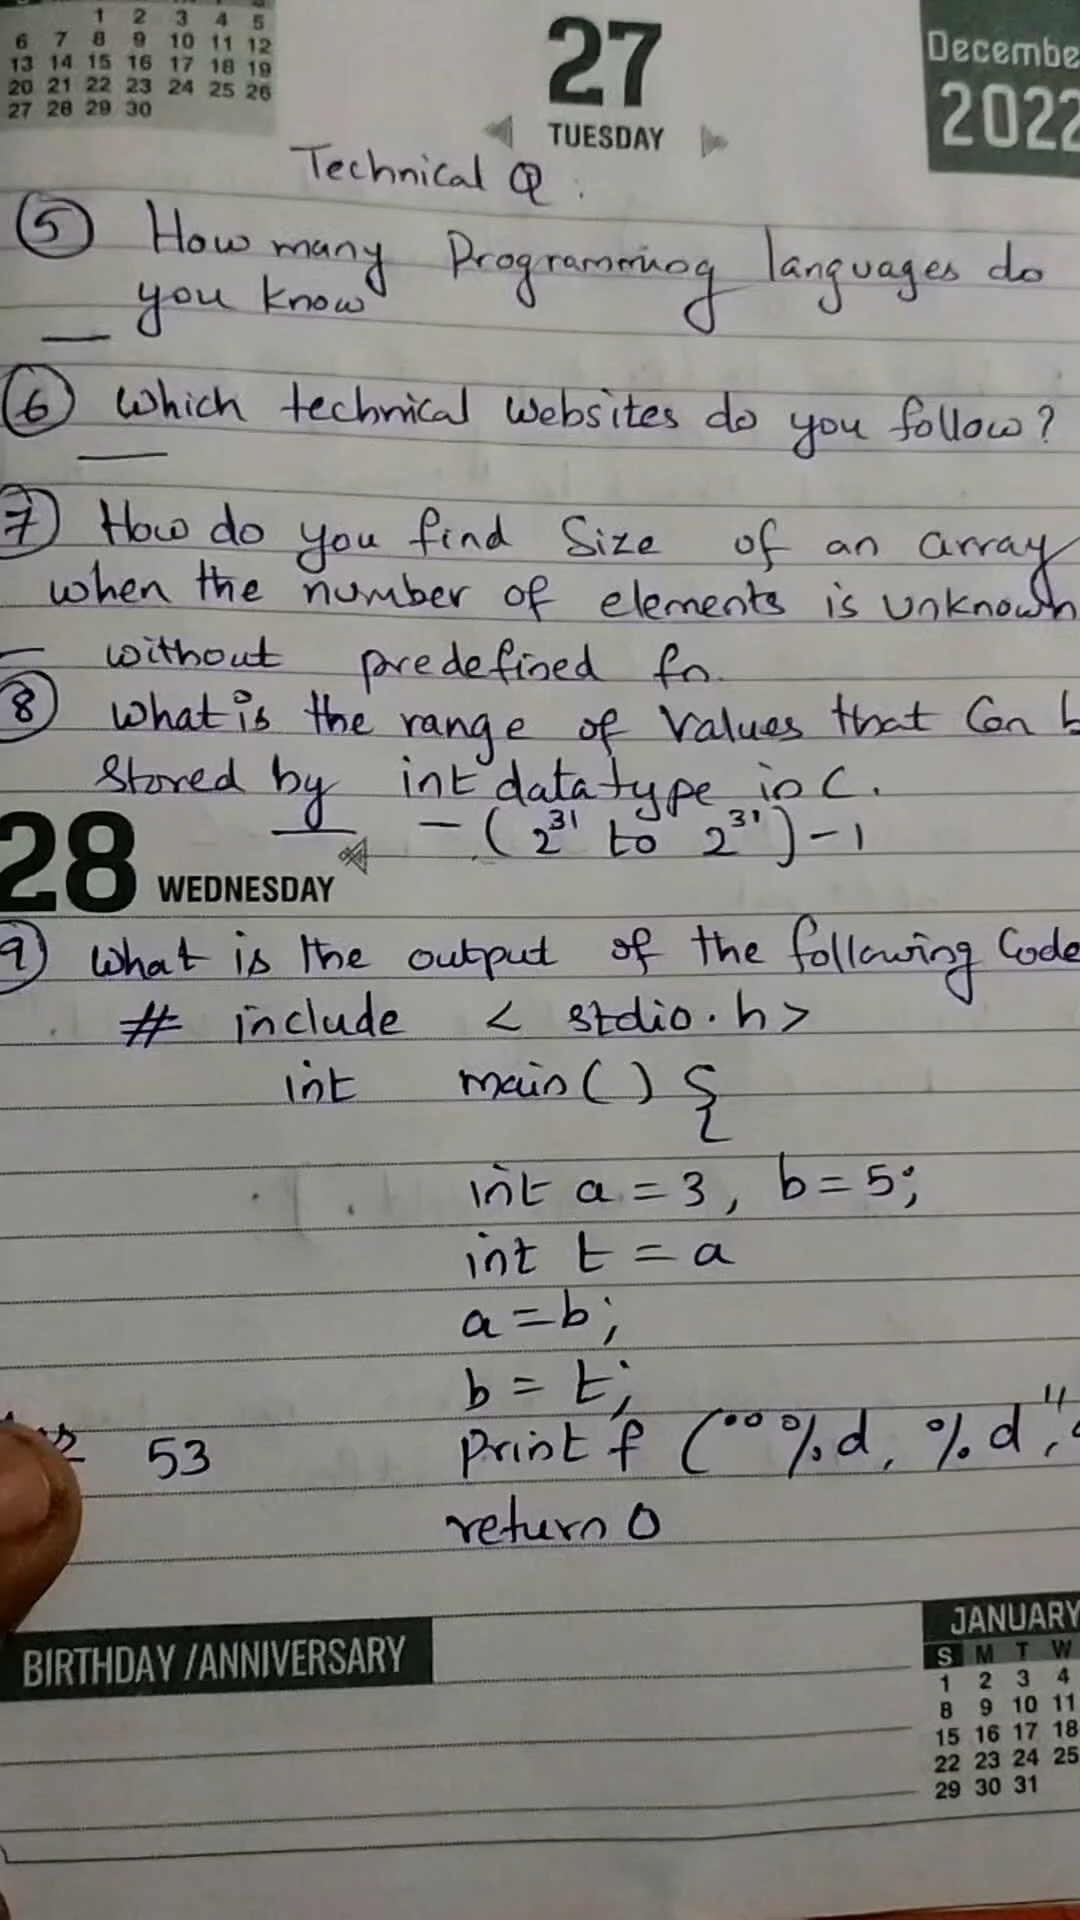 1 2 3 4 5
6 7 8 9 10 11 12
13 14 15 16 17 18 19
20 21 22 23 24 25 26
27 28 29 30
27
TUESDAY
Decembe
2022
Technical Q.
5 How many Programming languages do
you know
6 Which technical websites do you follow?
7 How do you find Size of an array
when the number of elements is unknown
without predefined fn.
8 What is the range of Values that Can b
Stored by int data type in C.
- (2^31 to 2^31) - 1
28 WEDNESDAY
9 What is the output of the following Code
# include < stdio.h>
int main() {
int a = 3, b = 5;
int t = a
a = b;
b = t;
53 Print f ("%d, %d",
return 0
BIRTHDAY /ANNIVERSARY
JANUARY
S M T W
1 2 3 4
8 9 10 11
15 16 17 18
22 23 24 25
29 30 31